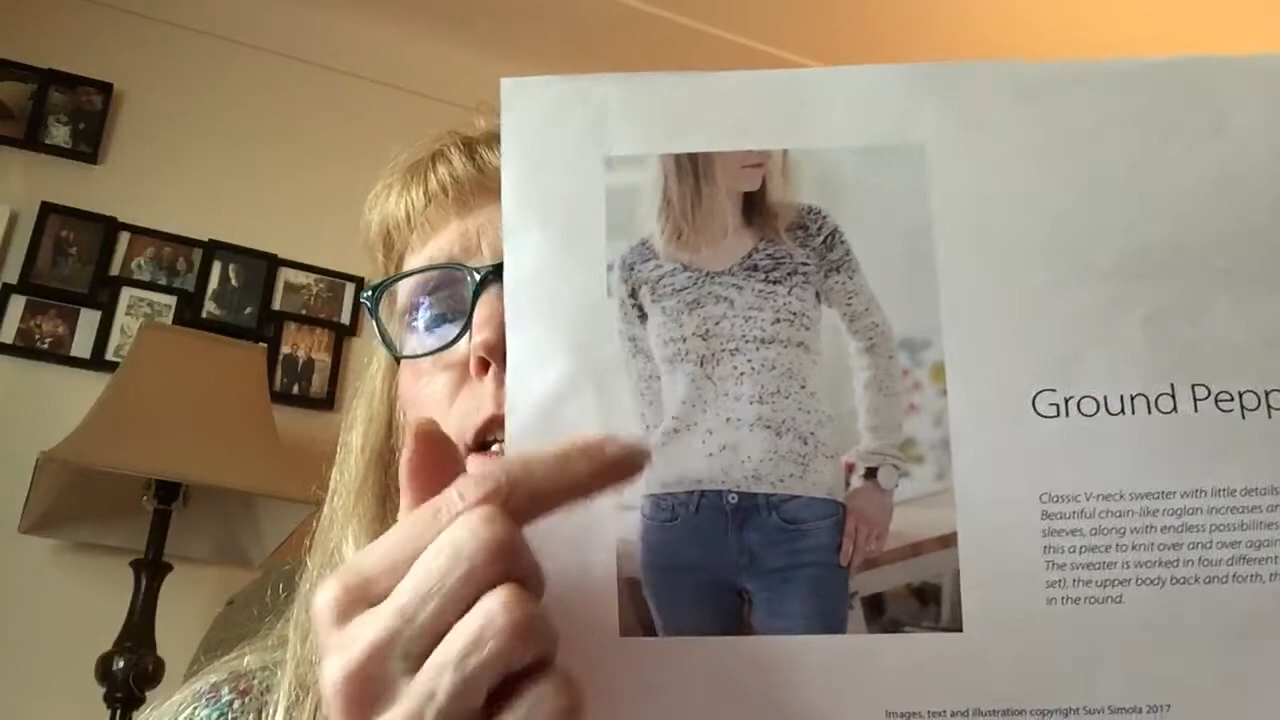 Ground Pepp
Classic V-neck sweater with little details
Beautiful chain-like raglan increases ar
sleeves, along with endless possibilities
this a piece to knit over and over again
The sweater is worked in four different
set), the upper body back and forth, th
in the round.
Images, text and illustration copyright Suvi Simola 2017